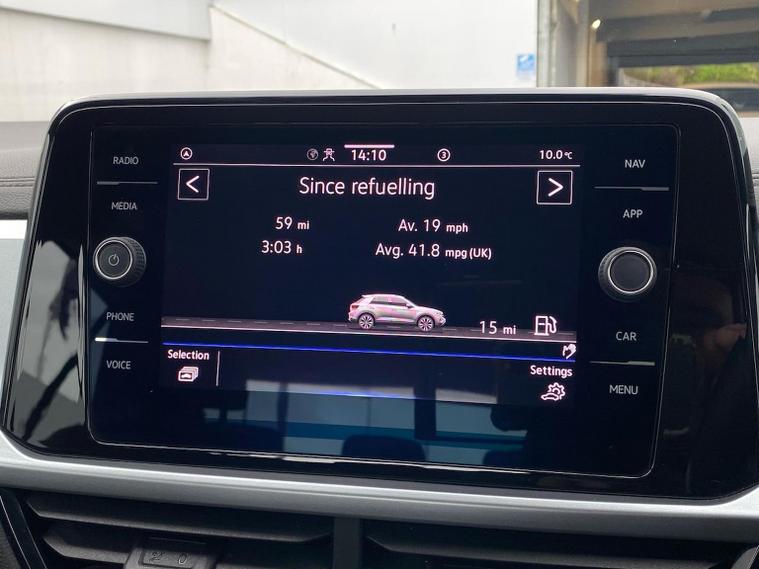 RADIO
MEDIA
PHONE
VOICE
14:10
3
10.0°C
Since refuelling
59 mi
Av. 19 mph
3:03 h
Avg. 41.8 mpg (UK)
15 mi
Selection
Settings
NAV
APP
CAR
MENU